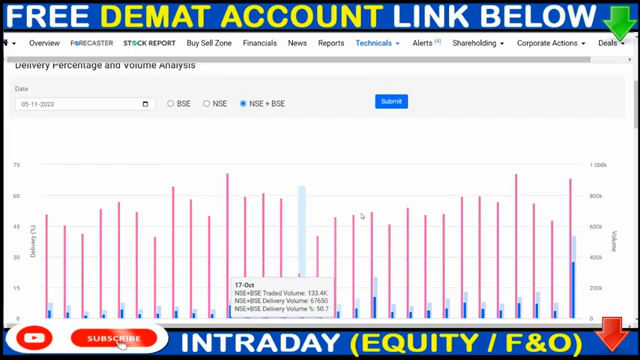 FREE DEMAT ACCOUNT LINK BELOW
Overview FORECASTER STOCK REPORT Buy Sell Zone Financials News Reports Technicals Alerts (4) Shareholding Corporate Actions Deals
Delivery Percentage and Volume Analysis
Date
05-11-2023 BSE NSE NSE + BSE Submit
75 1 000k
60 800k
45 600k
30 400k
15 200k
0 0
Delivery (%)
Volume
17-Oct
NSE+BSE Traded Volume: 133.4K
NSE+BSE Delivery Volume: 67650
NSE+BSE Delivery Volume %: 50.7
SUBSCRIBE
INTRADAY (EQUITY / F&O)